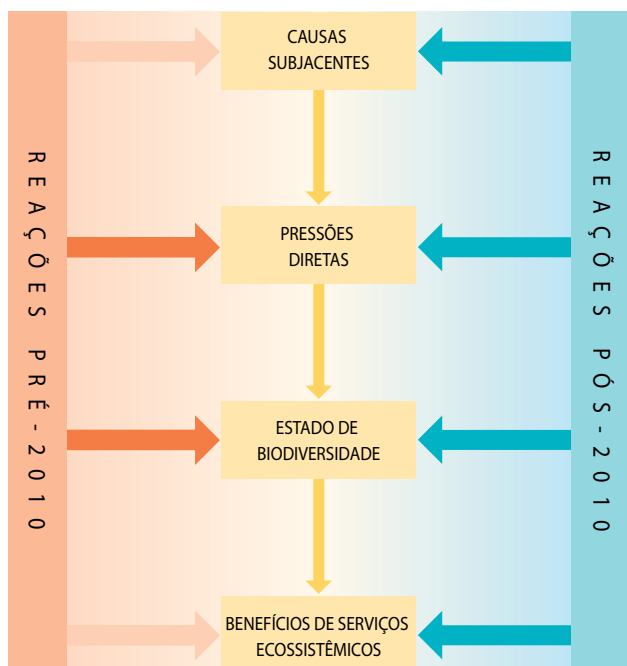 CAUSAS
SUBJACENTES
REAÇÕES PRÉ-2010
PRESSÕES
DIRETAS
ESTADO DE
BIODIVERSIDADE
BENEFÍCIOS DE SERVIÇOS
ECOSSISTÊMICOS
REAÇÕES PÓS-2010